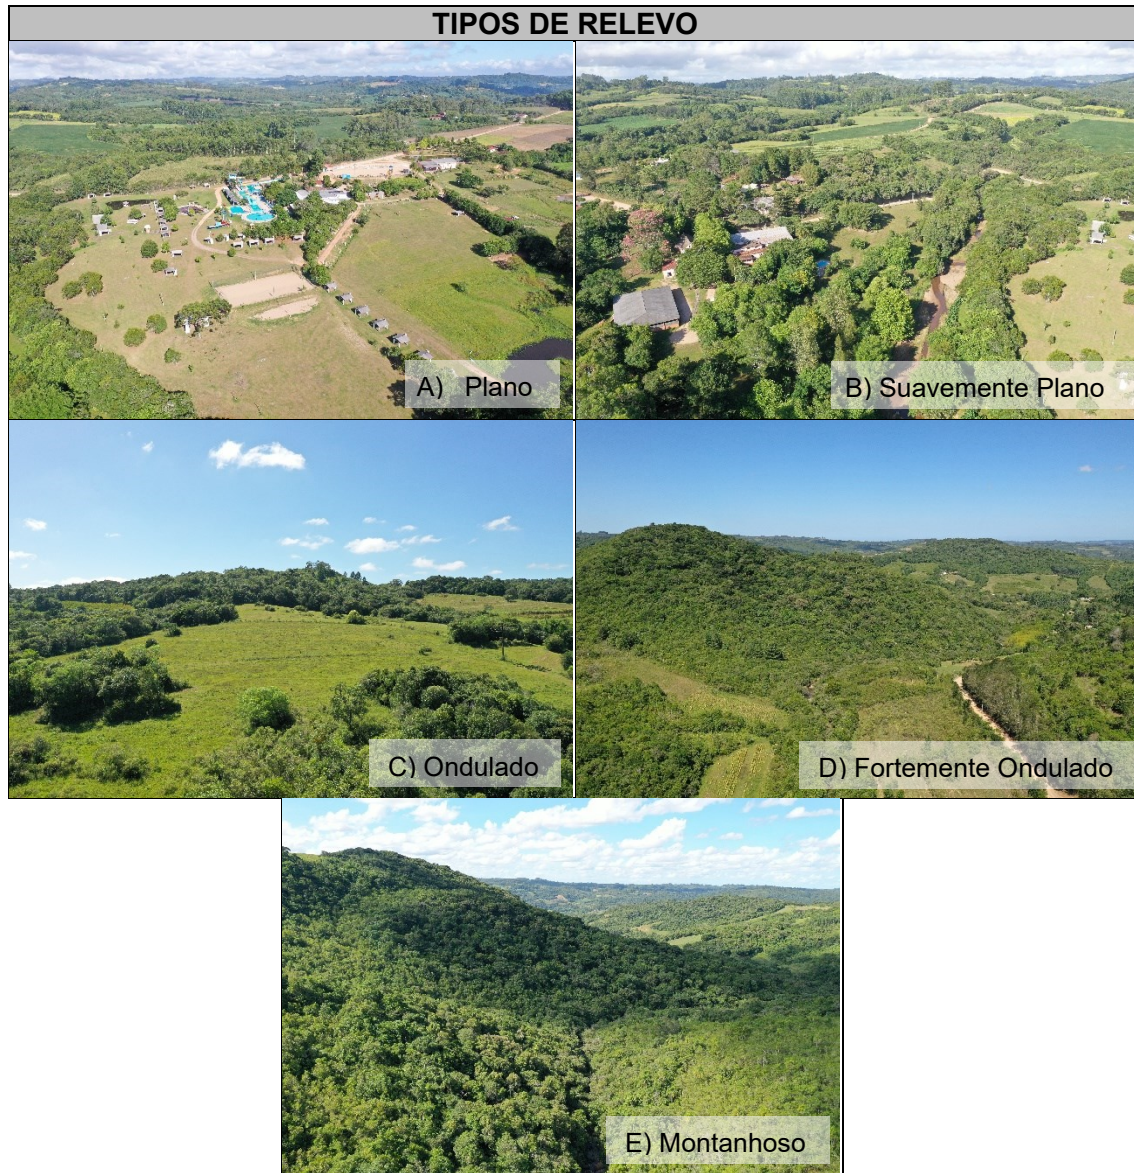 TIPOS DE RELEVO
A) Plano
B) Suavemente Plano
C) Ondulado
D) Fortemente Ondulado
E) Montanhoso